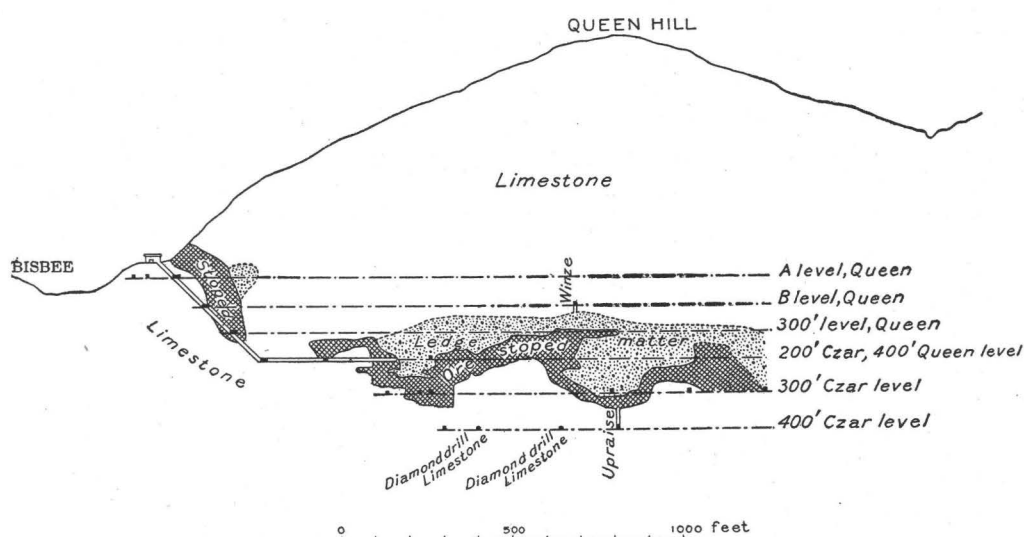 QUEEN HILL
Limestone
BISBEE
Stoped
Winze
A level, Queen
B level, Queen
300' level, Queen
Limestone
Ledge
stoped
matter
200' Czar, 400' Queen level
Ore
300' Czar level
400' Czar level
Diamond drill
Limestone
Diamond drill
Limestone
Upraise
0 500 1000 feet